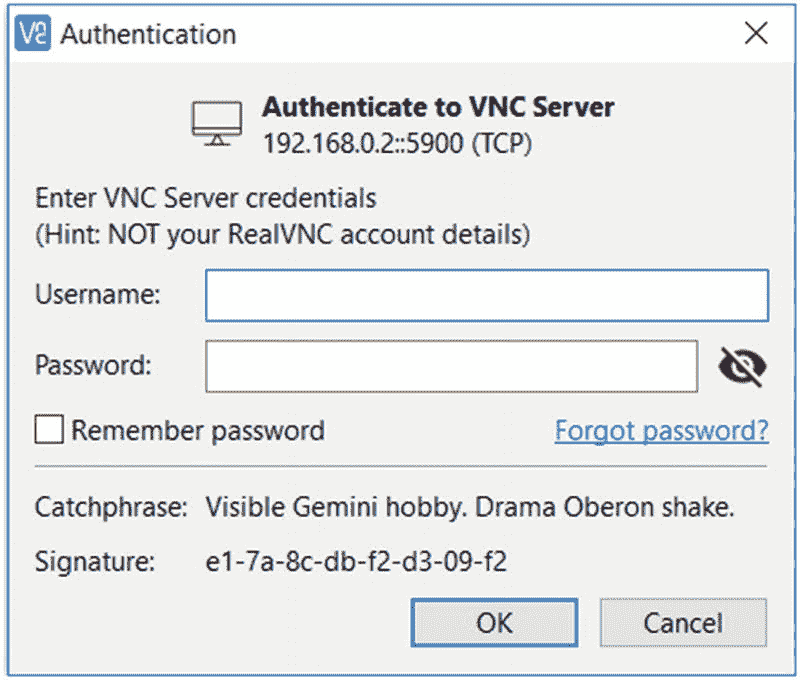 V2 Authentication
Authenticate to VNC Server
192.168.0.2::5900 (TCP)
Enter VNC Server credentials
(Hint: NOT your RealVNC account details)
Username:
Password:
Remember password Forgot password?
Catchphrase: Visible Gemini hobby. Drama Oberon shake.
Signature: e1-7a-8c-db-f2-d3-09-f2
OK Cancel